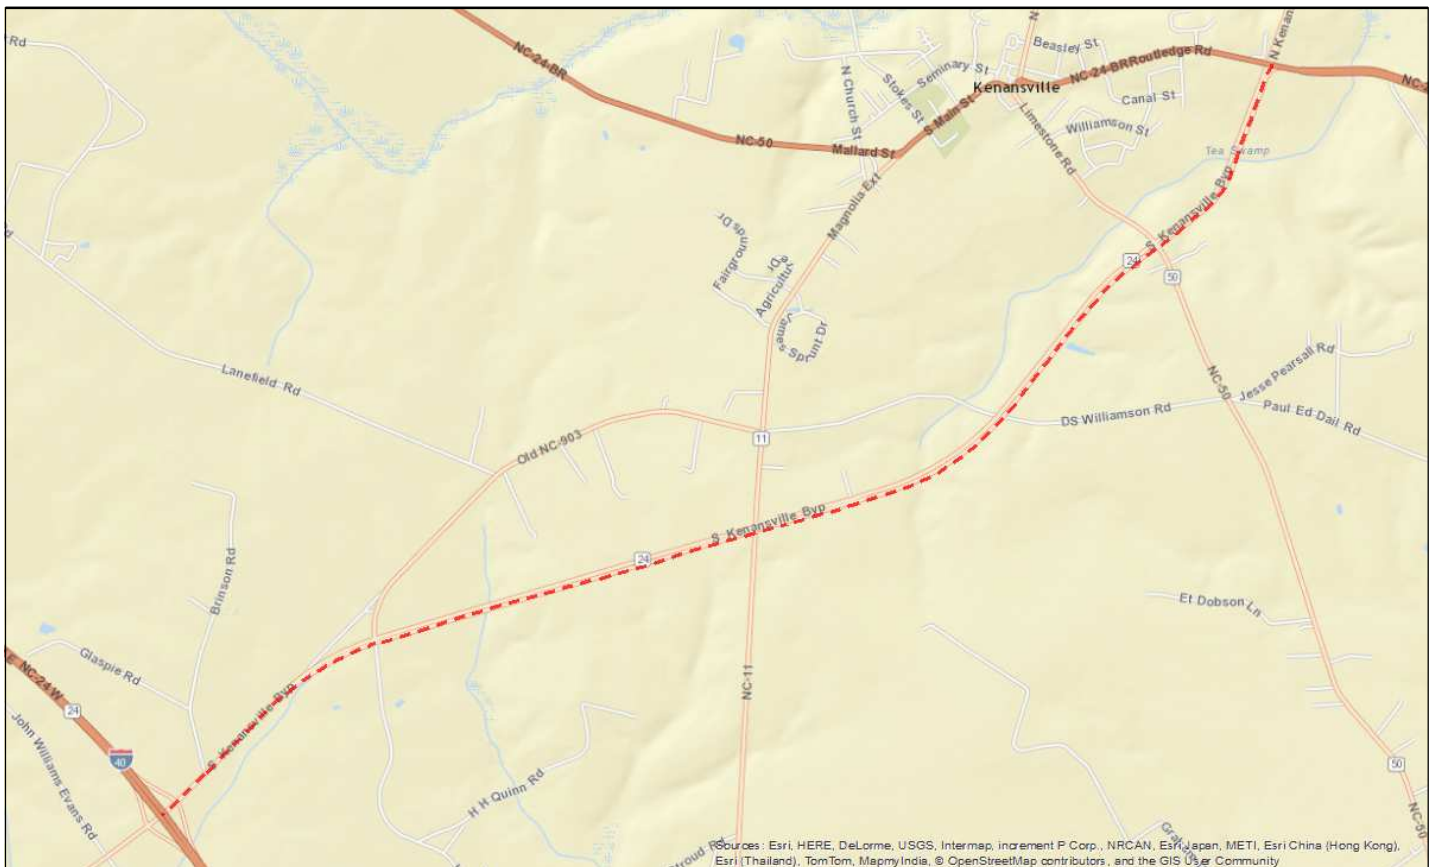 Rd
NC-24-BR
N Church St
Stokes St
Seminary St
Beasley St
NC 24-BR
Routledge Rd
N Kenan
Kenansville
Canal St
Limestone Rd
S Main St
Williamson St
NC-50
Mallard St
Tea Swamp
Magnolia Ext
S Kenansville Byp
24
50
Fairgrounds Dr
Agriculture Dr
James Sprunt Dr
Lanefield Rd
NC-50
Jesse Pearsall Rd
Paul Ed Dail Rd
DS Williamson Rd
Old NC-903
11
S Kenansville Byp
24
Brinson Rd
Et Dobson Ln
Glaspie Rd
NC-24 W
24
John Williams Evans Rd
S Kenansville Byp
40
NC-11
H H Quinn Rd
50
NC-50
Stroud Rd
Sources: Esri, HERE, DeLorme, USGS, Intermap, increment P Corp., NRCAN, Esri Japan, METI, Esri China (Hong Kong),
Esri (Thailand), TomTom, MapmyIndia, © OpenStreetMap contributors, and the GIS User Community